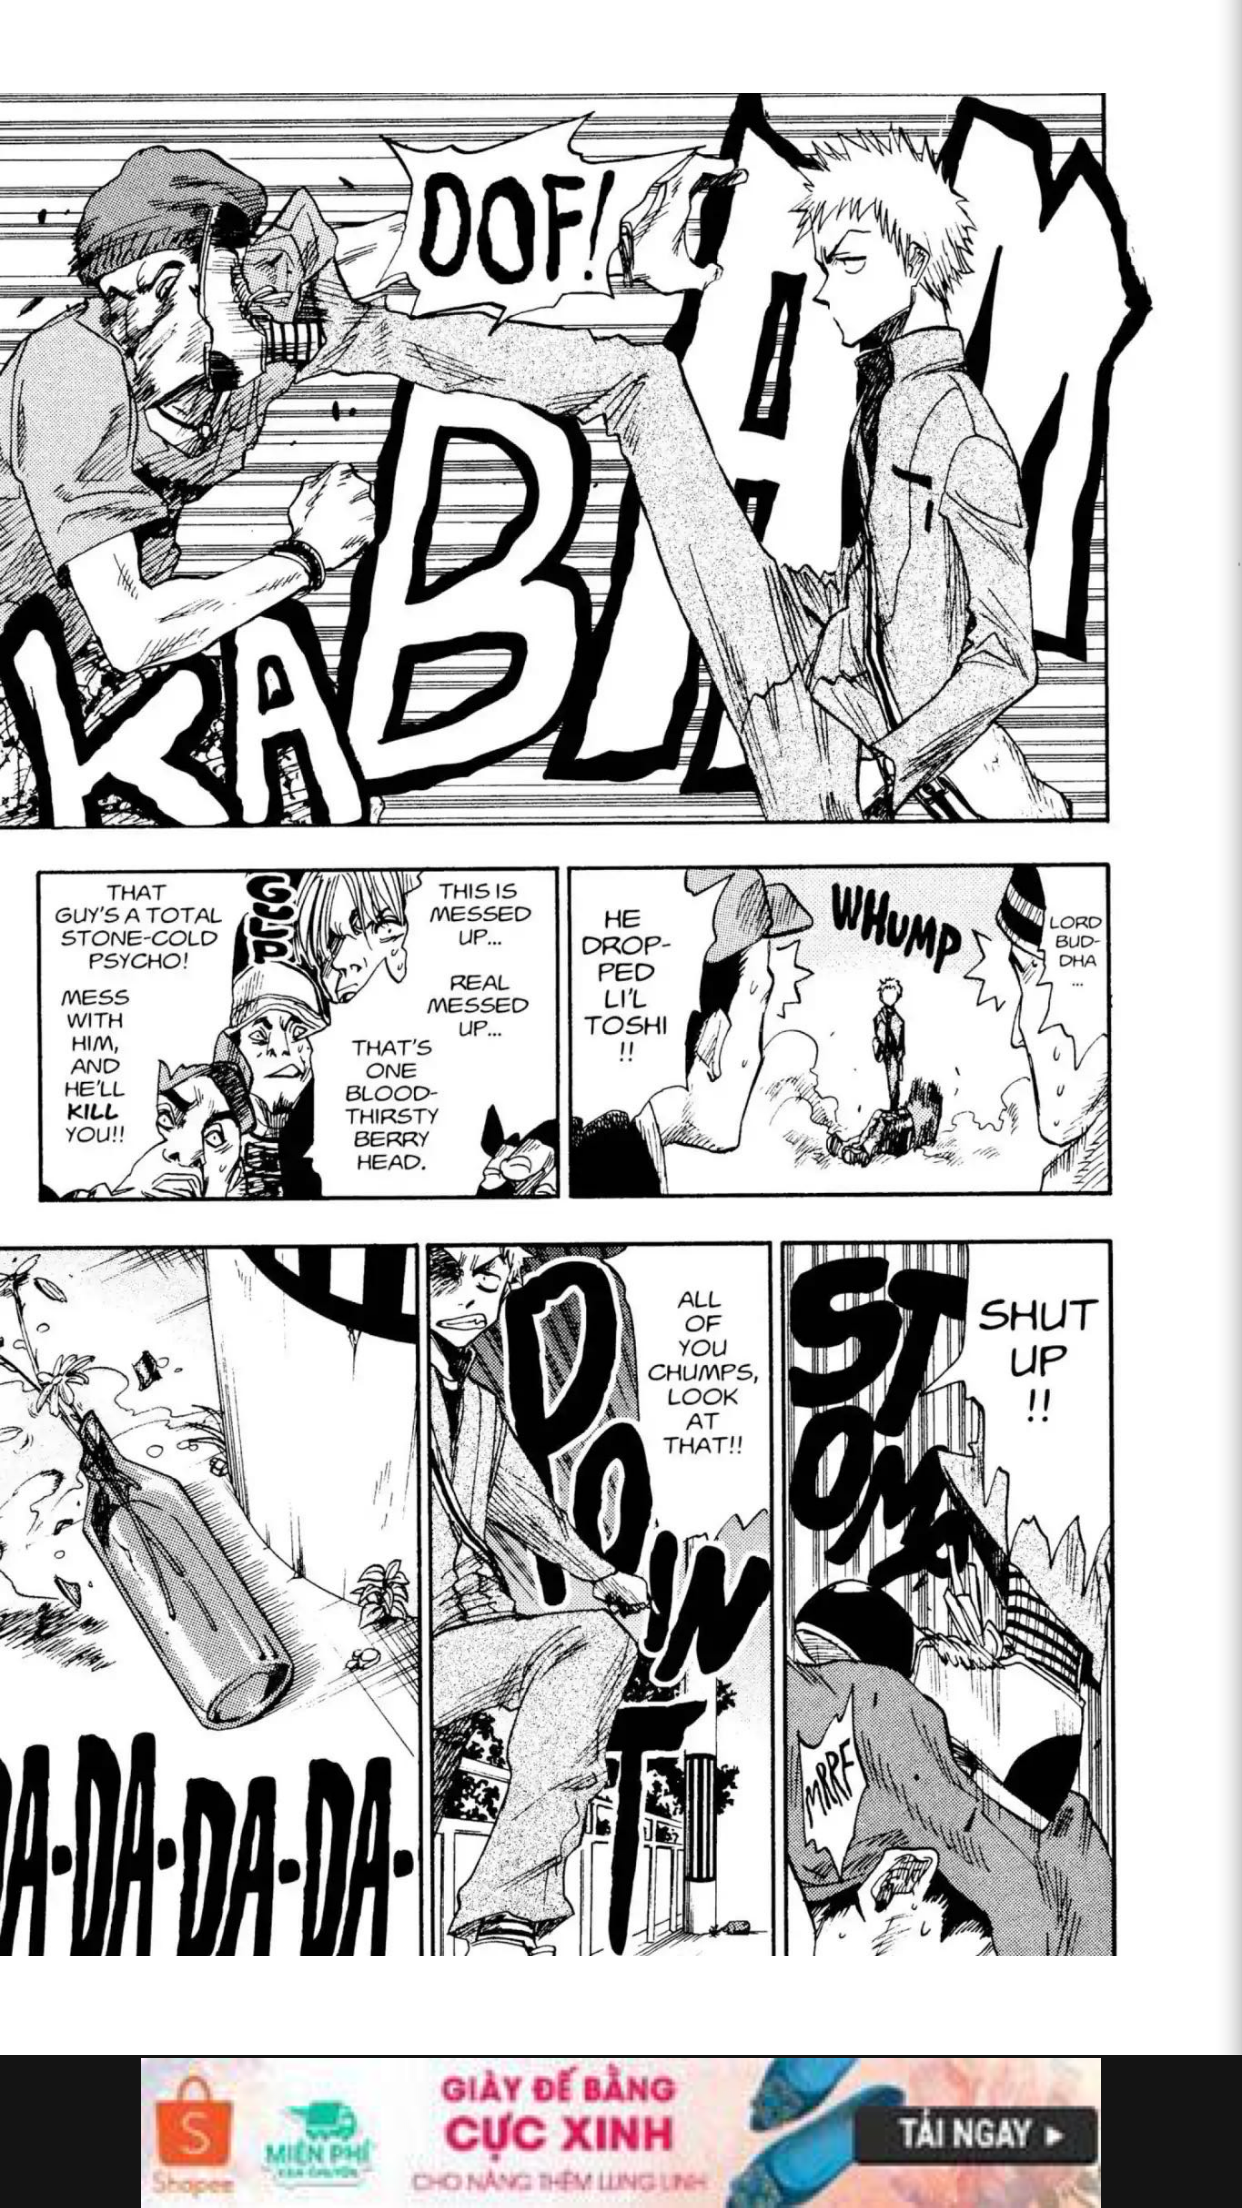 OOF!
KABAM
LORD
BUD-
DHA
...
WHUMP
HE
DROP-
PED
LI'L
TOSHI
!!
THIS IS
MESSED
UP...
REAL
MESSED
UP...
THAT'S
ONE
BLOOD-
THIRSTY
BERRY
HEAD.
GULP
THAT
GUY'S A TOTAL
STONE-COLD
PSYCHO!
MESS
WITH
HIM,
AND
HE'LL
KILL
YOU!!
SHUT
UP
!!
STOMP
MRRF
ALL
OF
YOU
CHUMPS,
LOOK
AT
THAT!!
POINT
DA-DA-DA-DA-
GIÀY ĐẾ BẰNG
CỰC XINH
CHO NÀNG THÊM LUNG LINH
Shopee
MIỄN PHÍ
VẬN CHUYỂN
TẢI NGAY